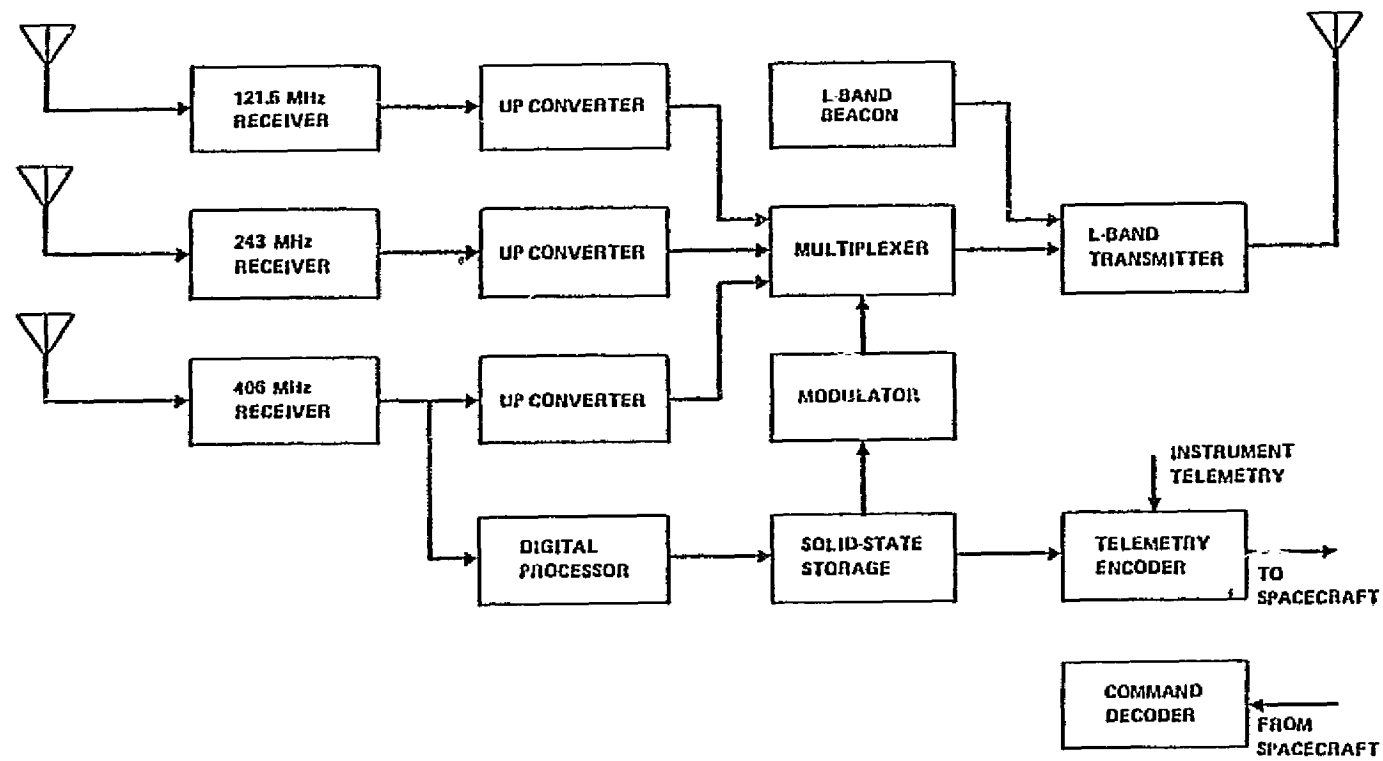 121.5 MHz
RECEIVER
UP CONVERTER
L-BAND
BEACON
243 MHz
RECEIVER
UP CONVERTER
MULTIPLEXER
L-BAND
TRANSMITTER
406 MHz
RECEIVER
UP CONVERTER
MODULATOR
INSTRUMENT
TELEMETRY
DIGITAL
PROCESSOR
SOLID-STATE
STORAGE
TELEMETRY
ENCODER
TO
SPACECRAFT
COMMAND
DECODER
FROM
SPACECRAFT